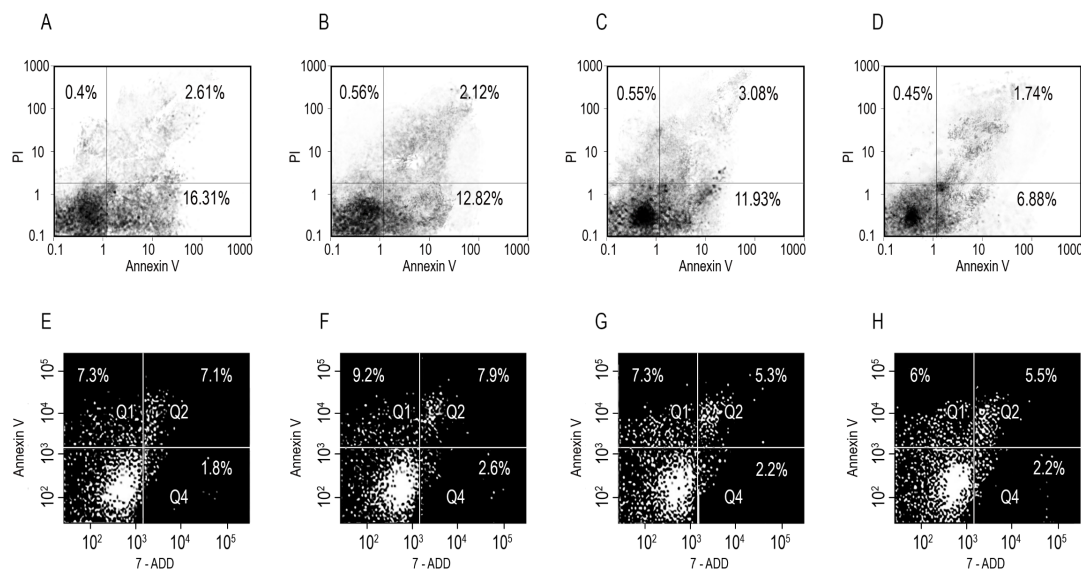 A B C D
1000 1000 1000 1000
0.4% 2.61% 0.56% 2.12% 0.55% 3.08% 0.45% 1.74%
100 100 100 100
PI 10 PI 10 PI 10 PI 10
1 1 1 1
16.31% 12.82% 11.93% 6.88%
0.1 0.1 0.1 0.1
0.1 1 10 100 1000 0.1 1 10 100 1000 0.1 1 10 100 1000 0.1 1 10 100 1000
Annexin V Annexin V Annexin V Annexin V
E F G H
10⁵ 7.3% 7.1% 10⁵ 9.2% 7.9% 10⁵ 7.3% 5.3% 10⁵ 6% 5.5%
10⁴ Q1 Q2 10⁴ Q1 Q2 10⁴ Q1 Q2 10⁴ Q1 Q2
Annexin V Annexin V Annexin V Annexin V
10³ 10³ 10³ 10³
1.8% 2.6% 2.2% 2.2%
10² Q4 10² Q4 10² Q4 10² Q4
10² 10³ 10⁴ 10⁵ 10² 10³ 10⁴ 10⁵ 10² 10³ 10⁴ 10⁵ 10² 10³ 10⁴ 10⁵
7 - ADD 7 - ADD 7 - ADD 7 - ADD